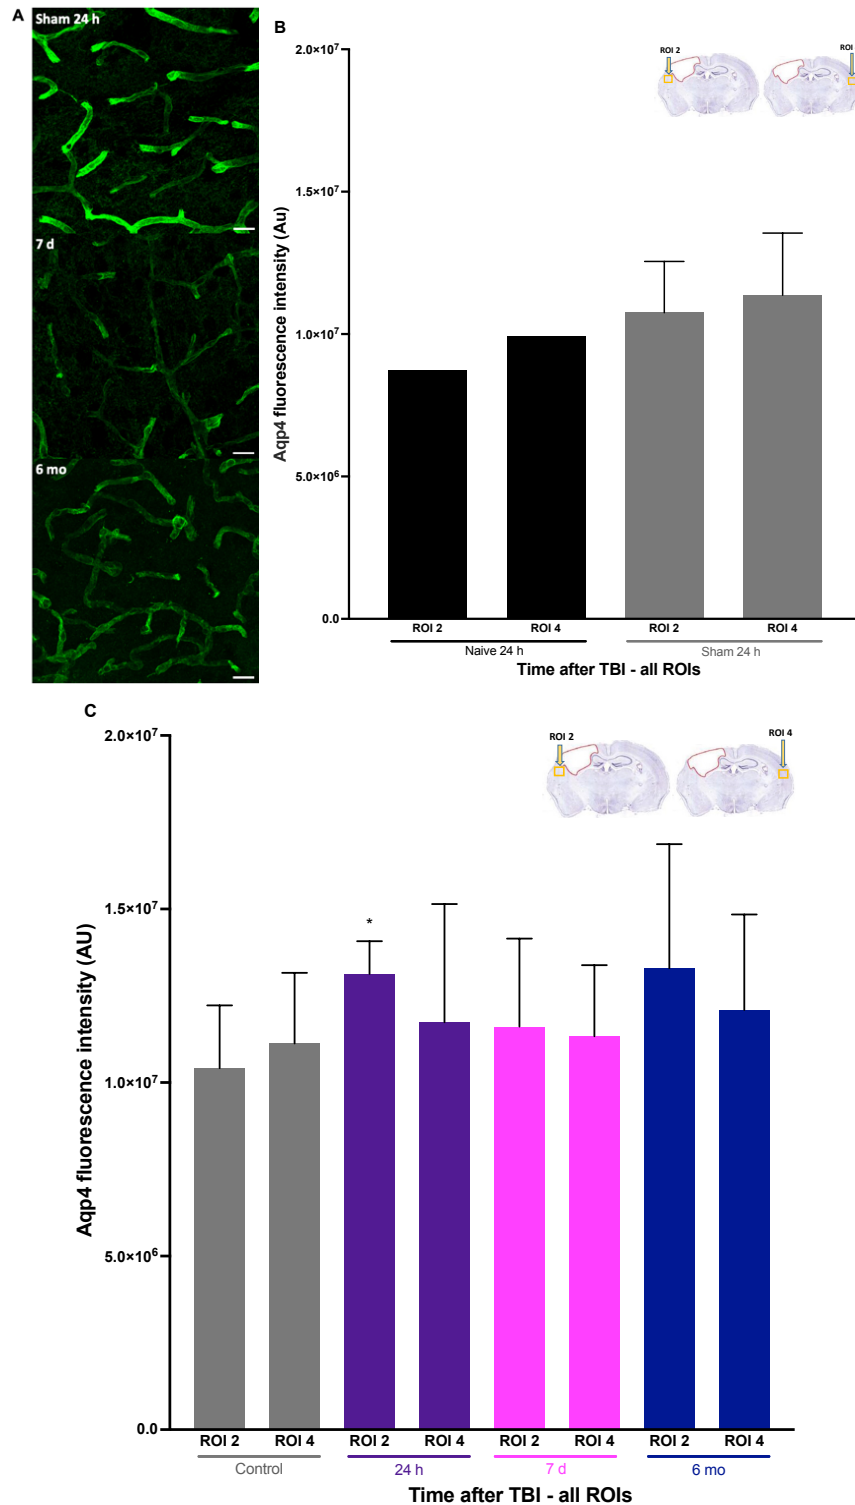 A
Sham 24 h
7 d
6 mo
B
Aqp4 fluorescence intensity (Au)
2.0×10⁷
1.5×10⁷
1.0×10⁷
5.0×10⁶
0.0
ROI 2
ROI
ROI 2 ROI 4 ROI 2 ROI 4
Naive 24 h Sham 24 h
Time after TBI - all ROIs
C
Aqp4 fluorescence intensity (AU)
2.0×10⁷
1.5×10⁷
1.0×10⁷
5.0×10⁶
0.0
ROI 2 ROI 4
*
ROI 2 ROI 4 ROI 2 ROI 4 ROI 2 ROI 4 ROI 2 ROI 4
Control 24 h 7 d 6 mo
Time after TBI - all ROIs